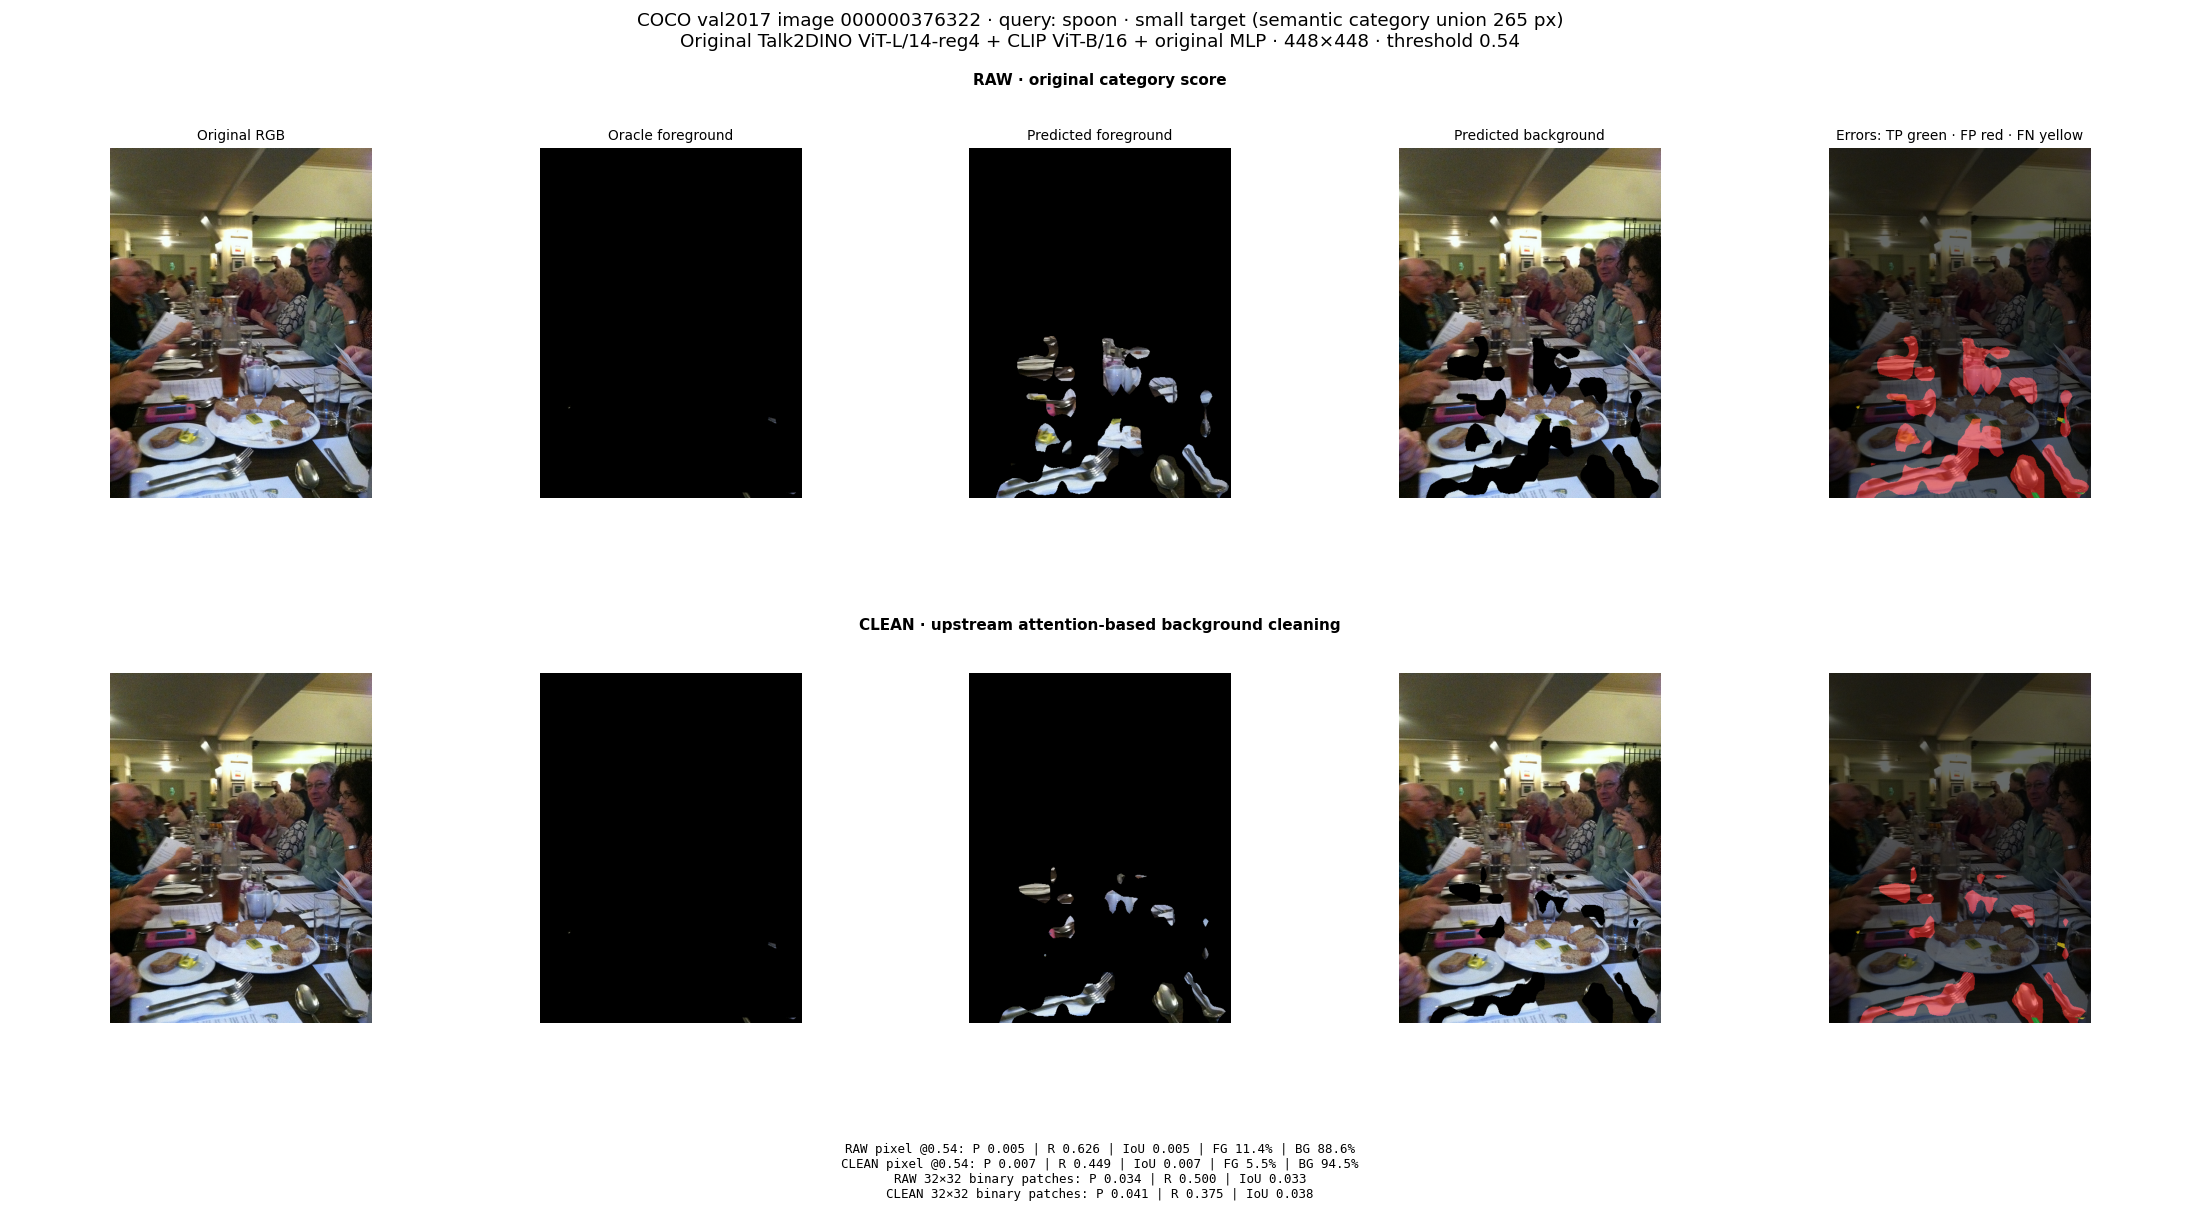 COCO val2017 image 000000376322 · query: spoon · small target (semantic category union 265 px)
Original Talk2DINO ViT-L/14-reg4 + CLIP ViT-B/16 + original MLP · 448×448 · threshold 0.54
RAW · original category score
Original RGB
Oracle foreground
Predicted foreground
Predicted background
Errors: TP green · FP red · FN yellow
CLEAN · upstream attention-based background cleaning
RAW pixel @0.54: P 0.005 | R 0.626 | IoU 0.005 | FG 11.4% | BG 88.6%
CLEAN pixel @0.54: P 0.007 | R 0.449 | IoU 0.007 | FG 5.5% | BG 94.5%
RAW 32×32 binary patches: P 0.034 | R 0.500 | IoU 0.033
CLEAN 32×32 binary patches: P 0.041 | R 0.375 | IoU 0.038